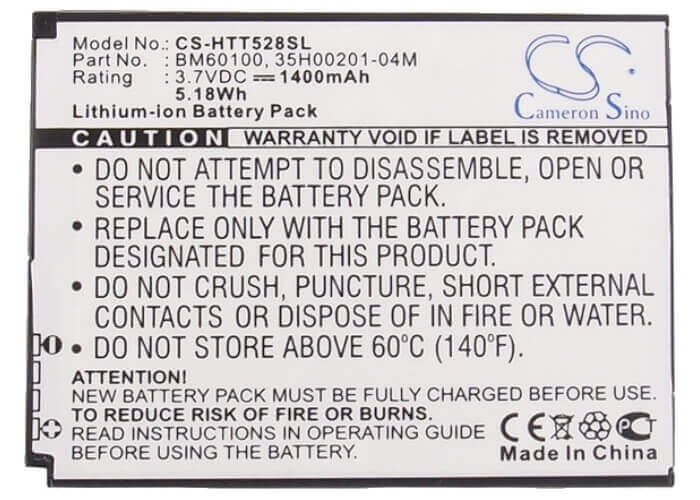 Model No.: CS-HTT528SL
Part No.: BM60100, 35H00201-04M
3.7VDC 1400mAh
5.18Wh
Lithium-ion Battery Pack
CS
Cameron Sino
CAUTION WARRANTY VOID IF LABEL IS REMOVED
• DO NOT ATTEMPT TO DISASSEMBLE, OPEN OR
SERVICE THE BATTERY PACK.
• REPLACE ONLY WITH THE BATTERY PACK
DESIGNATED FOR THIS PRODUCT.
• DO NOT CRUSH, PUNCTURE, SHORT EXTERNAL
CONTACTS OR DISPOSE OF IN FIRE OR WATER.
• DO NOT STORE ABOVE 60°C (140°F).
ATTENTION!
NEW BATTERY PACK MUST BE FULLY CHARGED BEFORE USE.
TO REDUCE RISK OF FIRE OR BURNS.
READ INSTRUCTIONS IN OPERATING GUIDE
BEFORE USING BATTERY PACK.
CE PCT
Made In China